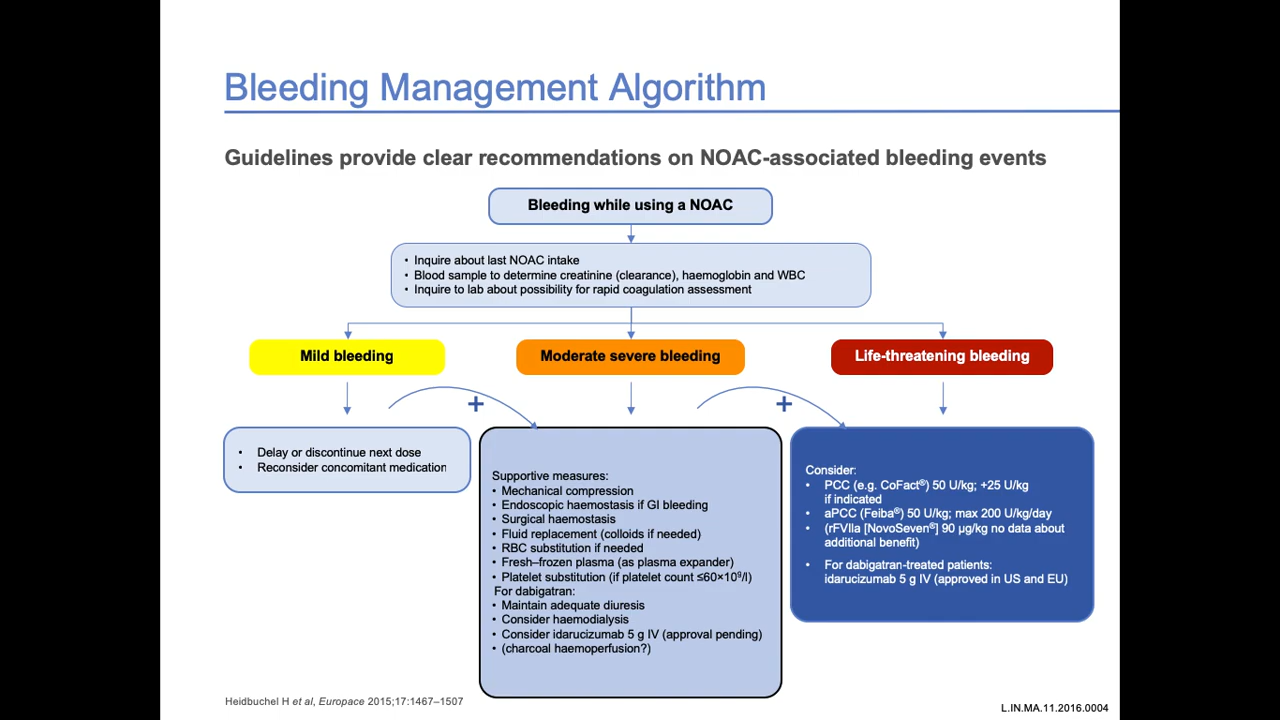 Bleeding Management Algorithm
Guidelines provide clear recommendations on NOAC-associated bleeding events
Bleeding while using a NOAC
• Inquire about last NOAC intake
• Blood sample to determine creatinine (clearance), haemoglobin and WBC
• Inquire to lab about possibility for rapid coagulation assessment
Mild bleeding
Moderate severe bleeding
Life-threatening bleeding
+
+
• Delay or discontinue next dose
• Reconsider concomitant medication
Supportive measures:
• Mechanical compression
• Endoscopic haemostasis if GI bleeding
• Surgical haemostasis
• Fluid replacement (colloids if needed)
• RBC substitution if needed
• Fresh–frozen plasma (as plasma expander)
• Platelet substitution (if platelet count ≤60×10⁹/l)
For dabigatran:
• Maintain adequate diuresis
• Consider haemodialysis
• Consider idarucizumab 5 g IV (approval pending)
• (charcoal haemoperfusion?)
Consider:
• PCC (e.g. CoFact®) 50 U/kg; +25 U/kg
if indicated
• aPCC (Feiba®) 50 U/kg; max 200 U/kg/day
• (rFVIIa [NovoSeven®] 90 µg/kg no data about
additional benefit)
• For dabigatran-treated patients:
idarucizumab 5 g IV (approved in US and EU)
Heidbuchel H et al, Europace 2015;17:1467–1507
L.IN.MA.11.2016.0004